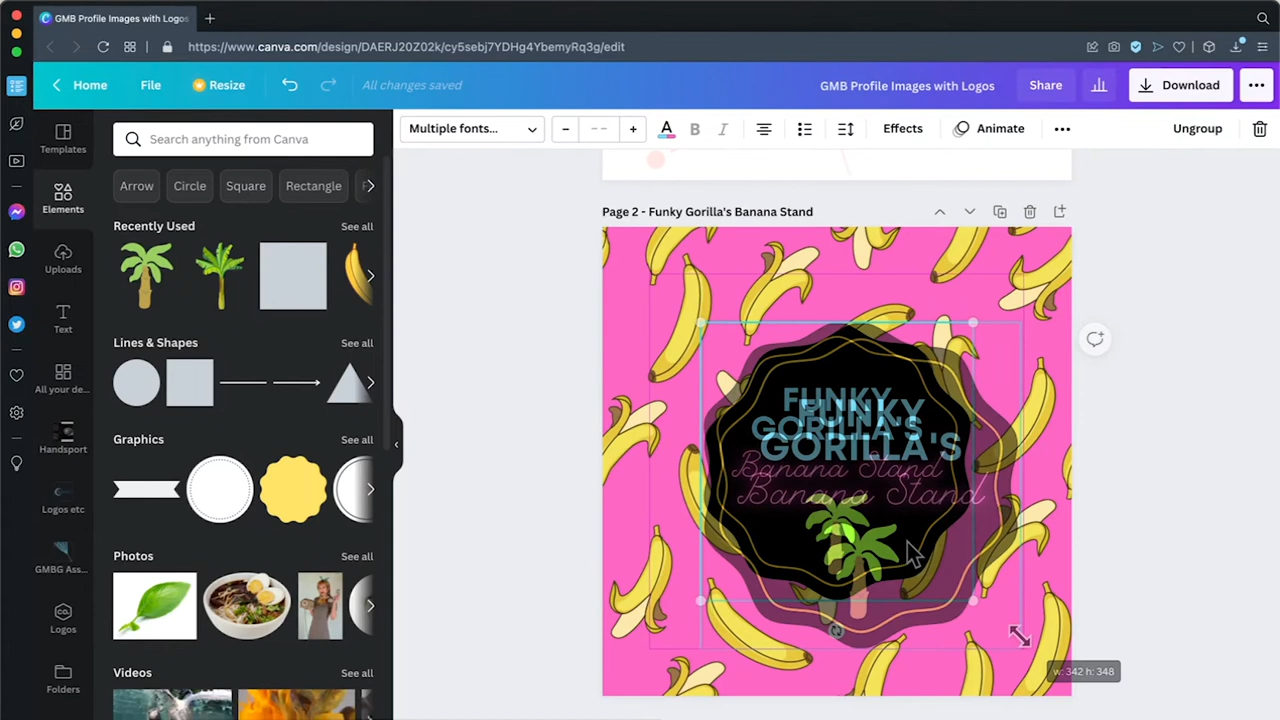 GMB Profile Images with Logos
https://www.canva.com/design/DAERJ20Z02k/cy5sebj7YDHg4YbemyRq3g/edit
Home File Resize All changes saved GMB Profile Images with Logos Share Download
Templates
Elements
Uploads
Text
All your de...
Handsport
Logos etc
GMBG Ass...
Logos
Folders
Search anything from Canva
Arrow Circle Square Rectangle
Recently Used See all
Lines & Shapes See all
Graphics See all
Photos See all
Videos See all
Multiple fonts... - -- + A B I Effects Animate Ungroup
Page 2 - Funky Gorilla's Banana Stand
FUNKY
GORILLA'S
Banana Stand
FUNKY
GORILLA'S
Banana Stand
w: 342 h: 348